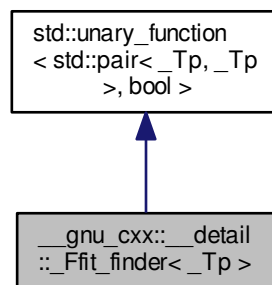 std::unary_function
< std::pair< _Tp, _Tp
>, bool >
__gnu_cxx::__detail
::_Ffit_finder< _Tp >